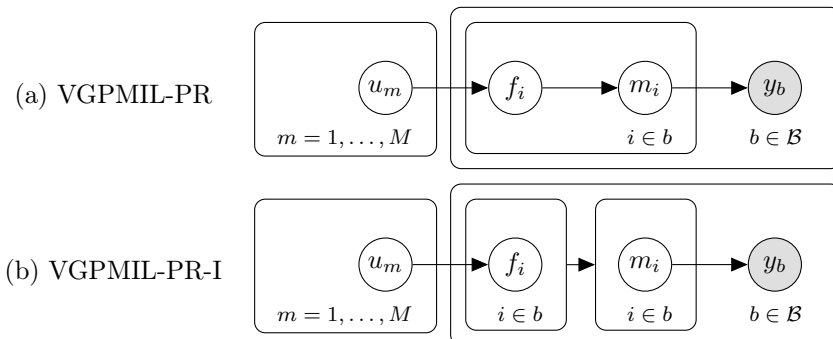 (a) VGPMIL-PR
u_m
f_i
m_i
y_b
m = 1, . . . , M
i ∈ b
b ∈ ℬ
(b) VGPMIL-PR-I
u_m
f_i
m_i
y_b
m = 1, . . . , M
i ∈ b
i ∈ b
b ∈ ℬ